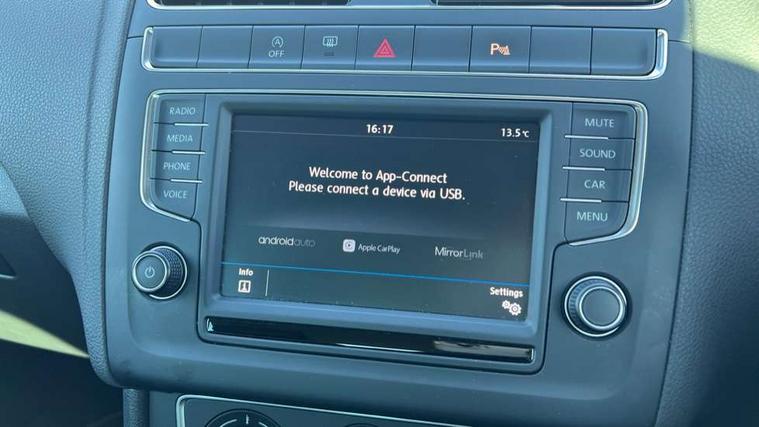 OFF
P
RADIO
MEDIA
PHONE
VOICE
16:17
13.5°C
Welcome to App-Connect
Please connect a device via USB.
androidauto
Apple CarPlay
MirrorLink
Info
Settings
MUTE
SOUND
CAR
MENU